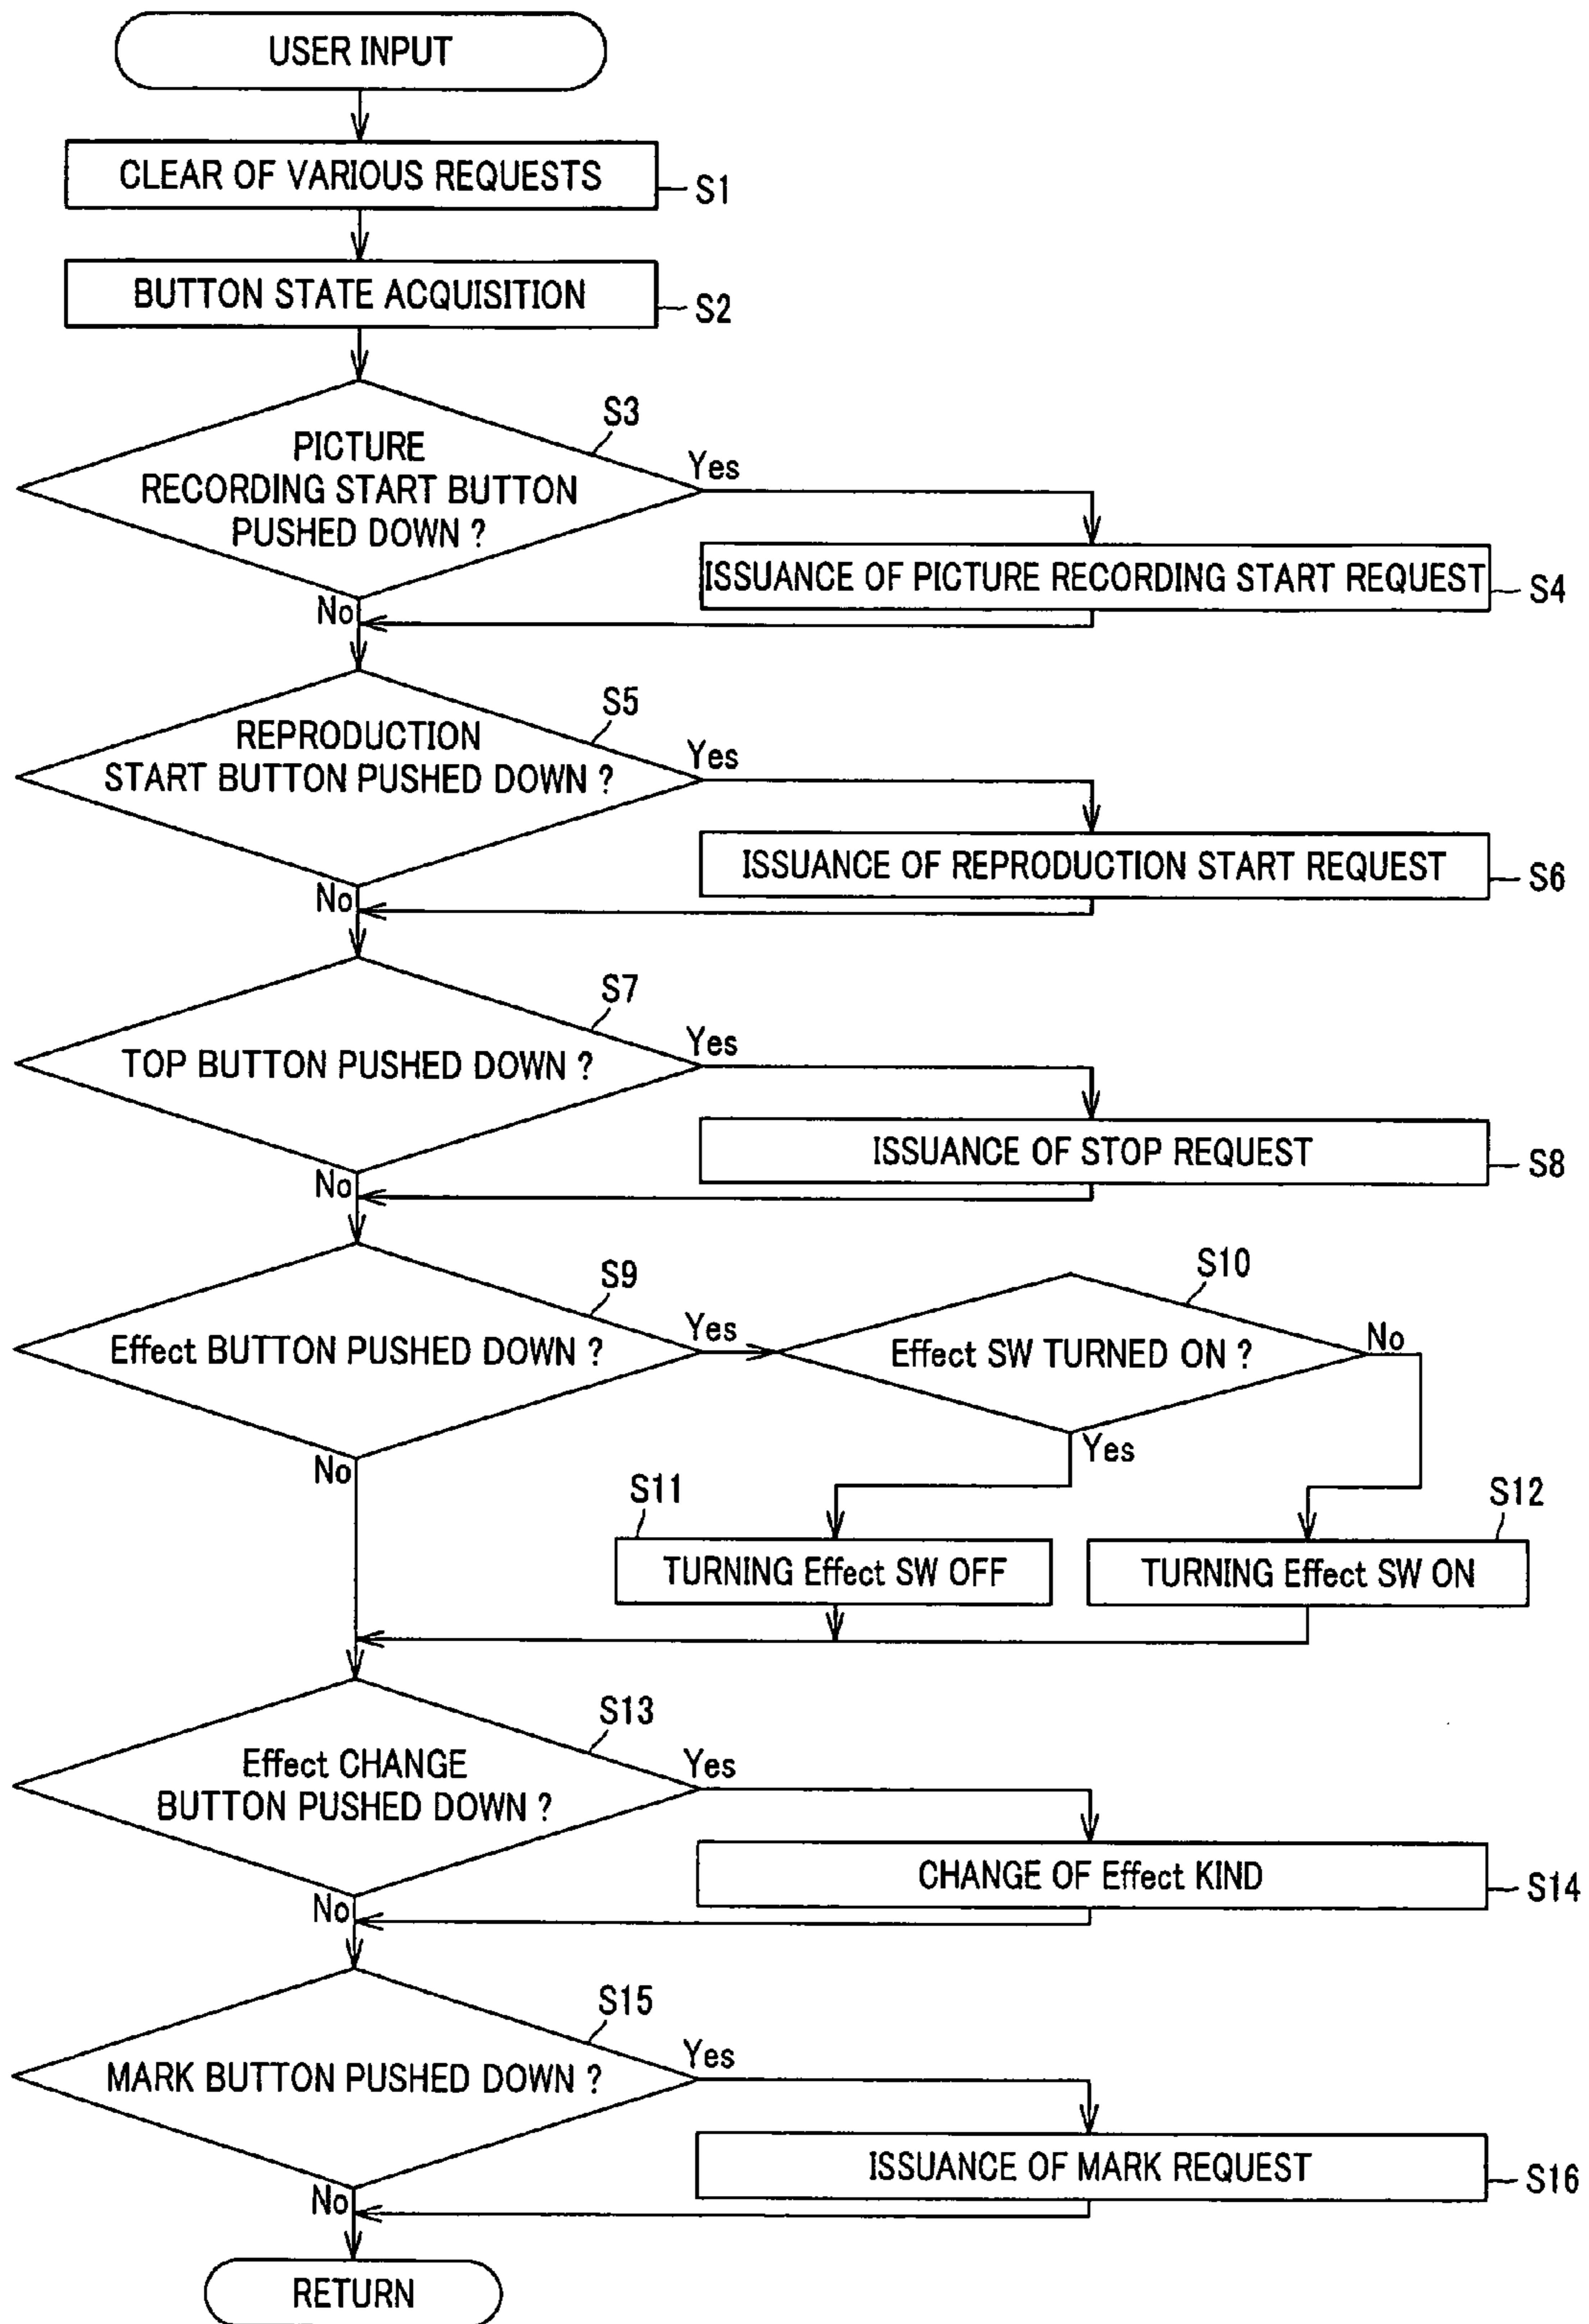 USER INPUT
CLEAR OF VARIOUS REQUESTS
S1
BUTTON STATE ACQUISITION
S2
S3
PICTURE
RECORDING START BUTTON
PUSHED DOWN ?
Yes
ISSUANCE OF PICTURE RECORDING START REQUEST
S4
No
S5
REPRODUCTION
START BUTTON PUSHED DOWN ?
Yes
ISSUANCE OF REPRODUCTION START REQUEST
S6
No
S7
TOP BUTTON PUSHED DOWN ?
Yes
ISSUANCE OF STOP REQUEST
S8
No
S9
Effect BUTTON PUSHED DOWN ?
Yes
S10
Effect SW TURNED ON ?
No
Yes
No
S11
TURNING Effect SW OFF
S12
TURNING Effect SW ON
S13
Effect CHANGE
BUTTON PUSHED DOWN ?
Yes
CHANGE OF Effect KIND
S14
No
S15
MARK BUTTON PUSHED DOWN ?
Yes
ISSUANCE OF MARK REQUEST
S16
No
RETURN